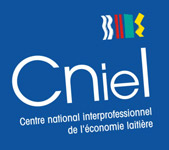 Cniel
Centre national interprofessionnel
de l'économie laitière